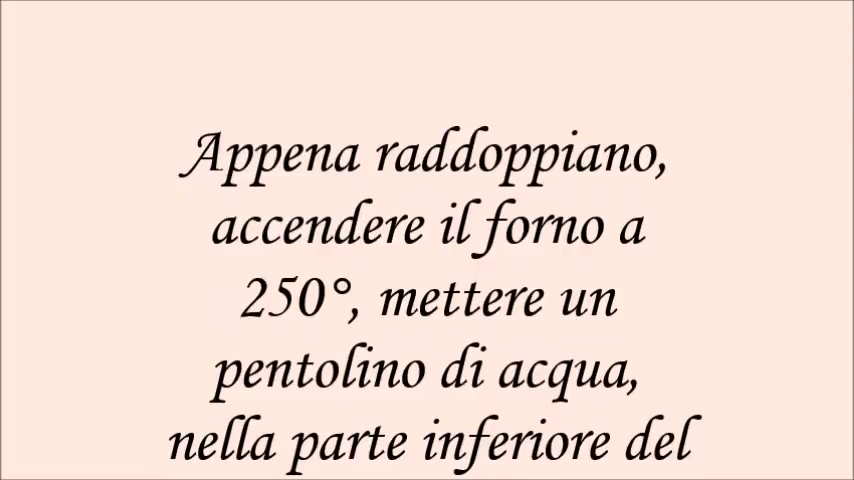 Appena raddoppiano,
accendere il forno a
250°, mettere un
pentolino di acqua,
nella parte inferiore del